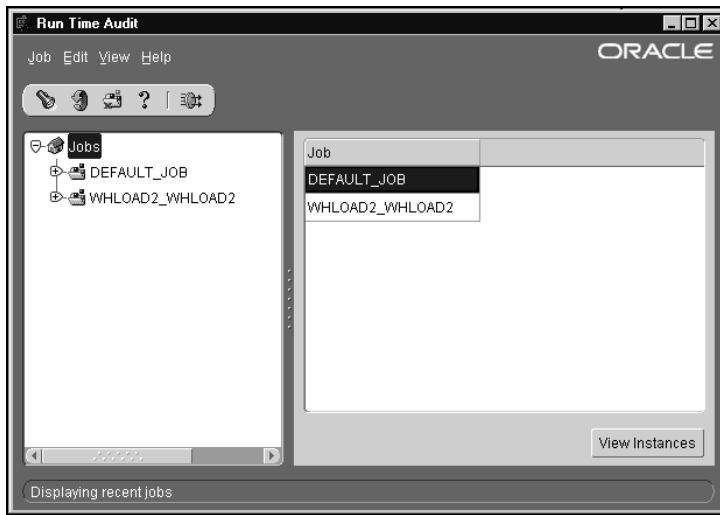 Run Time Audit
Job Edit View Help
ORACLE
?
Jobs
DEFAULT_JOB
WHLOAD2_WHLOAD2
Job
DEFAULT_JOB
WHLOAD2_WHLOAD2
View Instances
Displaying recent jobs